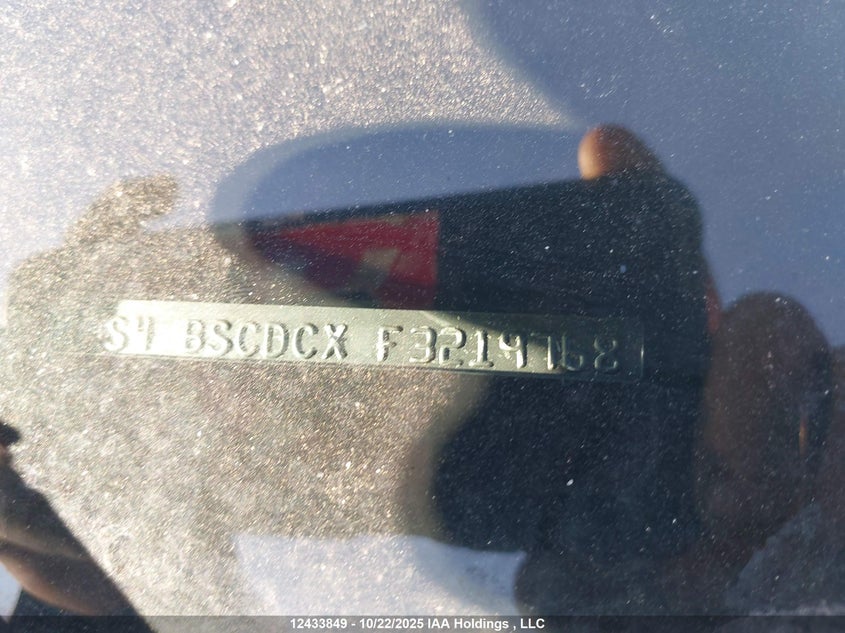 S4 BSCDCX F3219768
12433849 - 10/22/2025 IAA Holdings , LLC